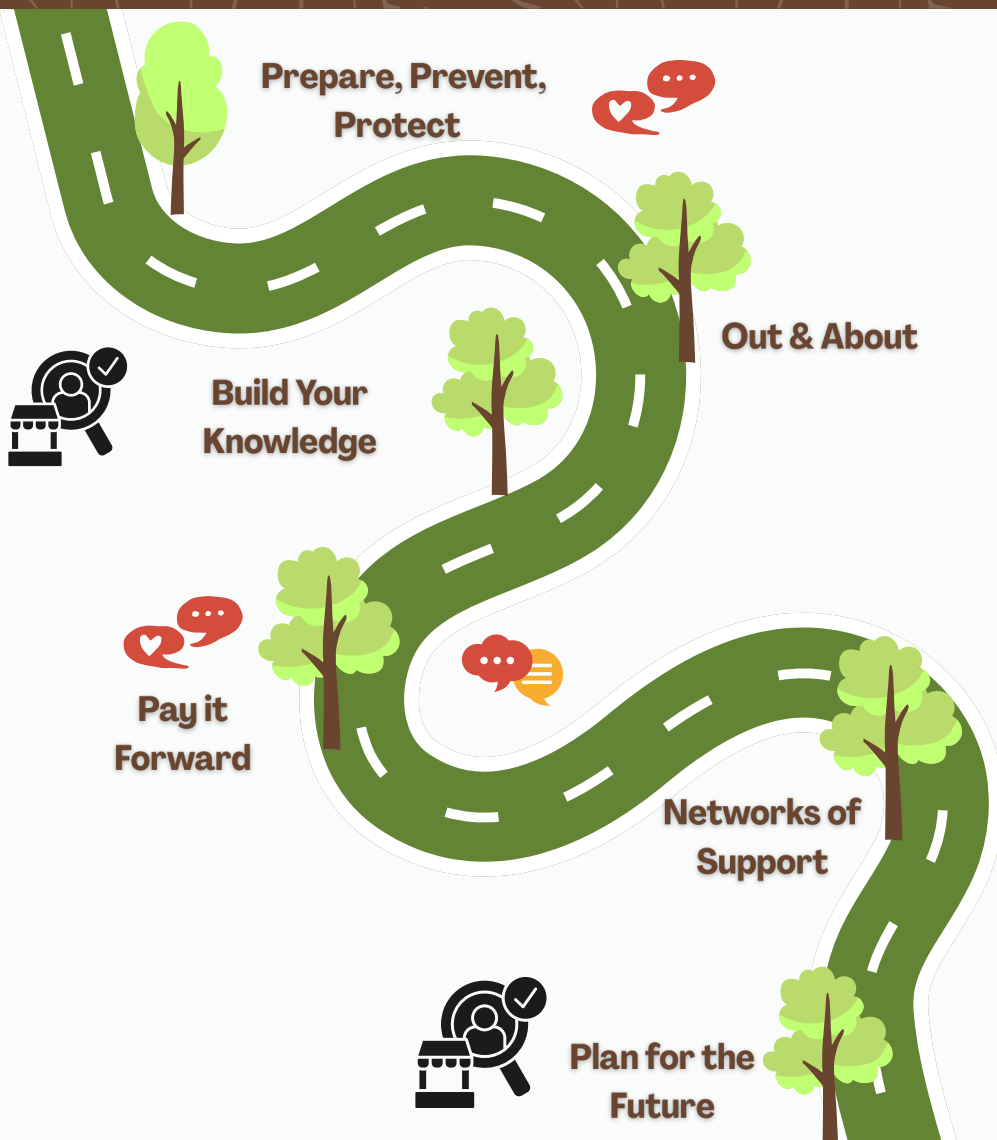 Prepare, Prevent,
Protect
Out & About
Build Your
Knowledge
Pay it
Forward
Networks of
Support
Plan for the
Future